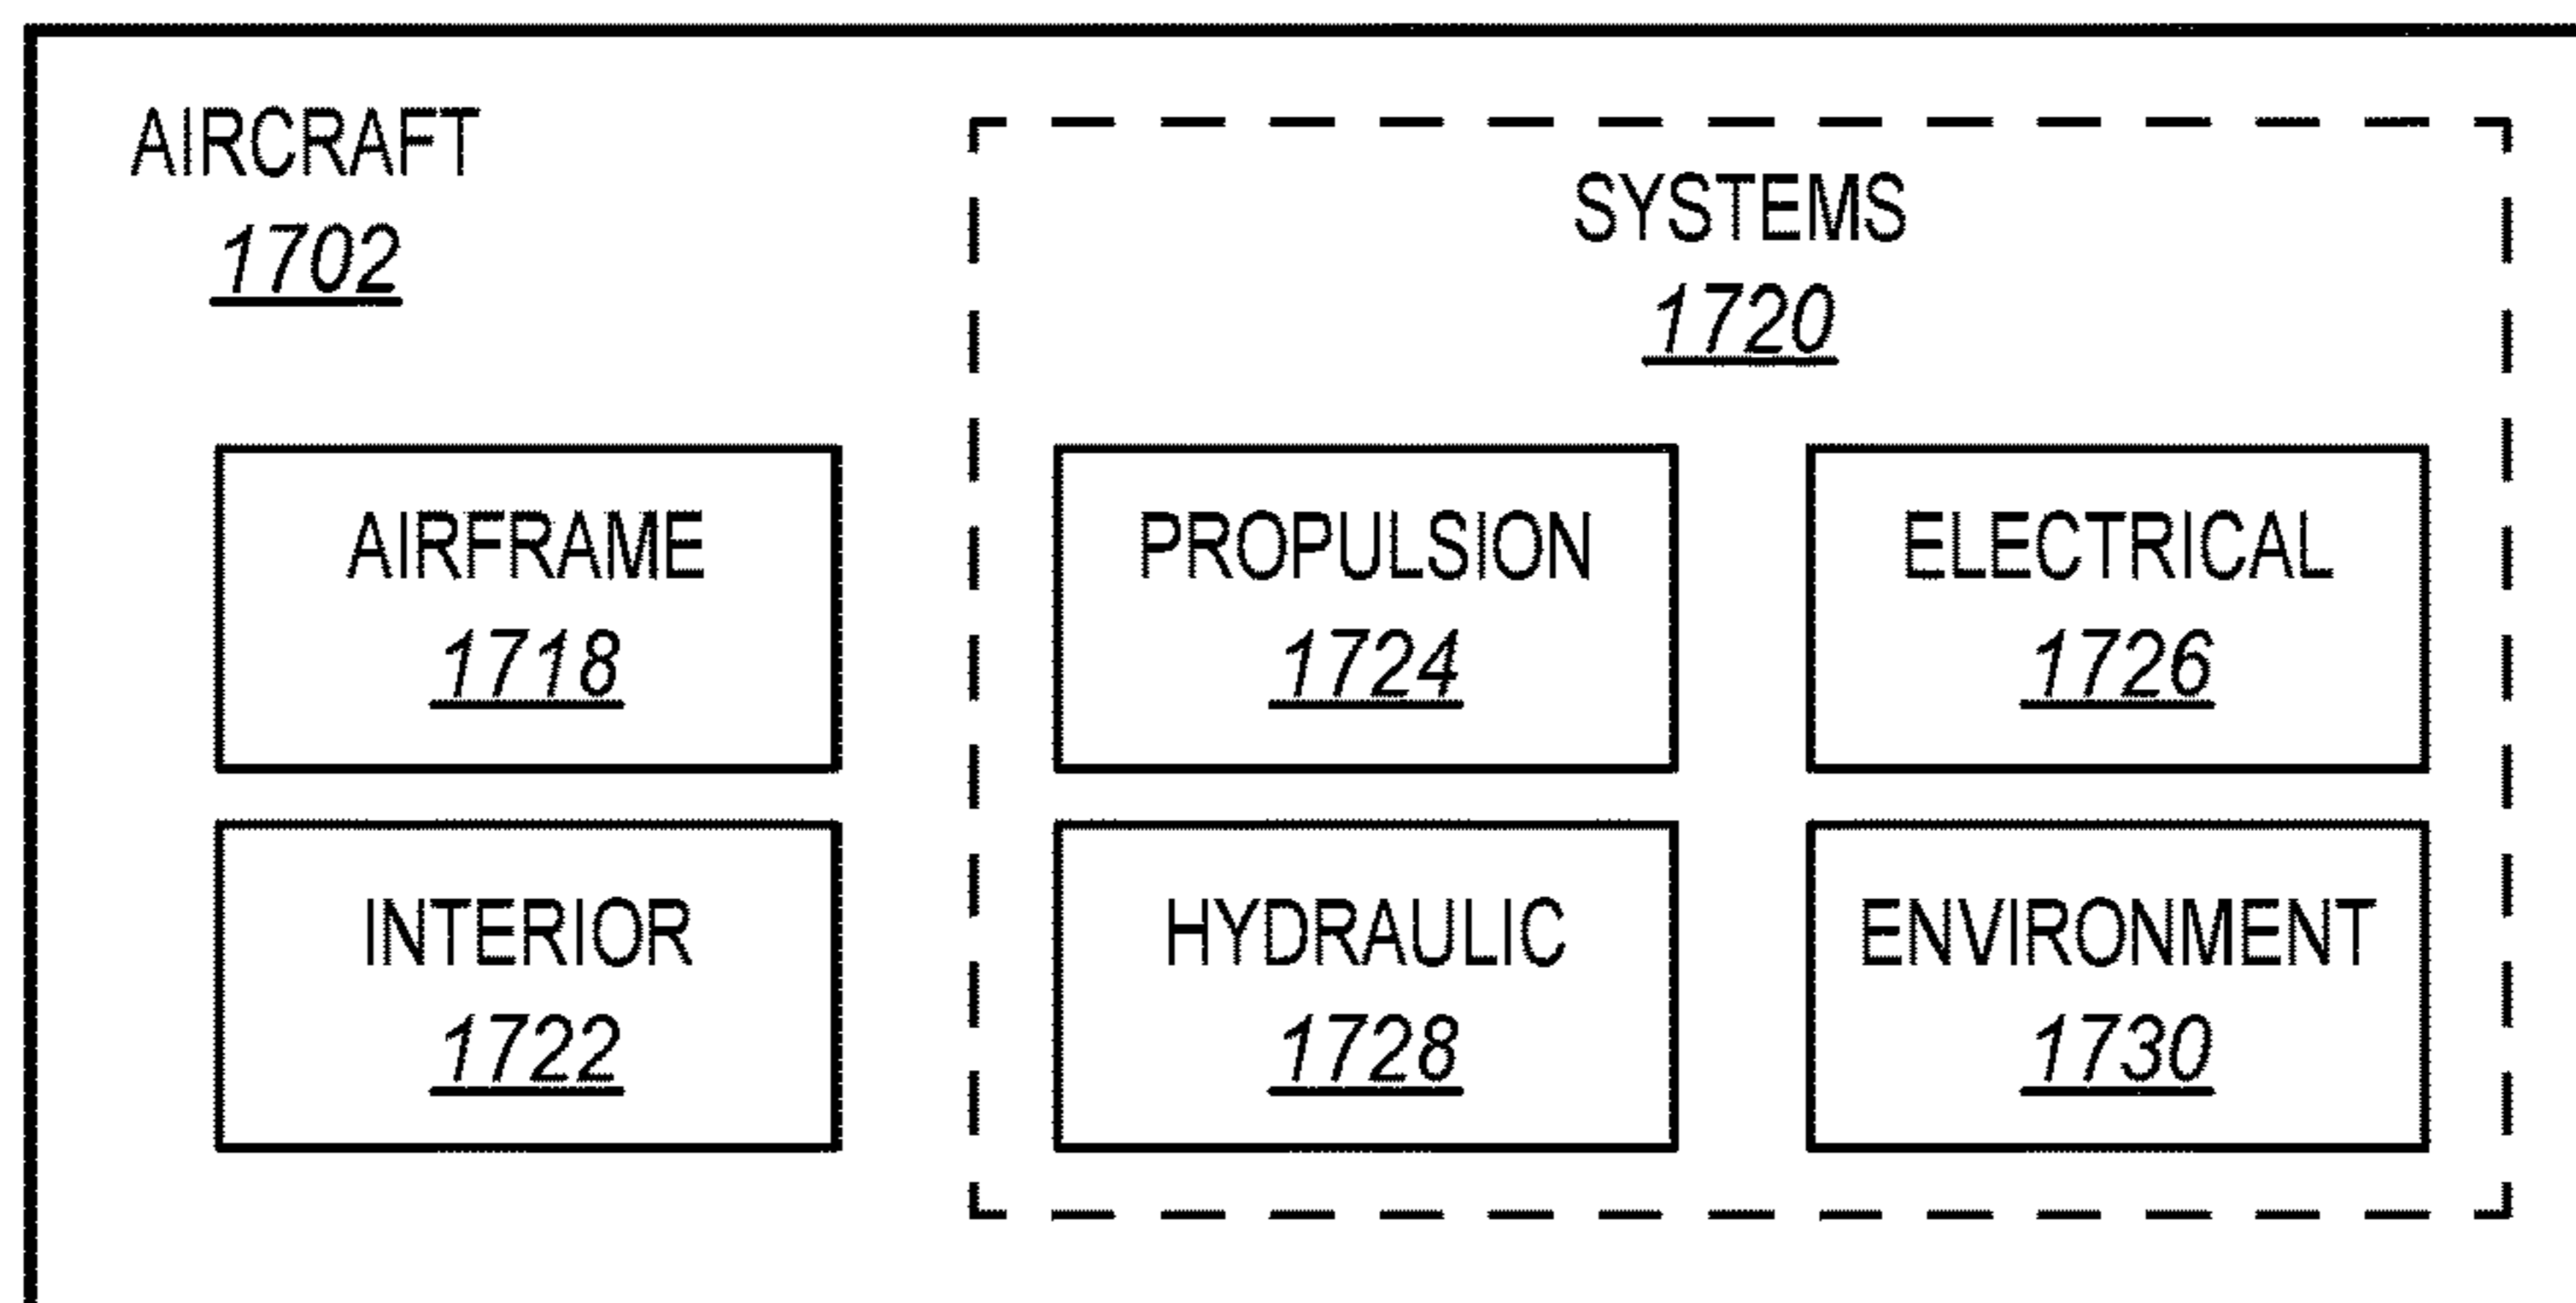 AIRCRAFT
1702
SYSTEMS
1720
AIRFRAME
1718
PROPULSION
1724
ELECTRICAL
1726
INTERIOR
1722
HYDRAULIC
1728
ENVIRONMENT
1730